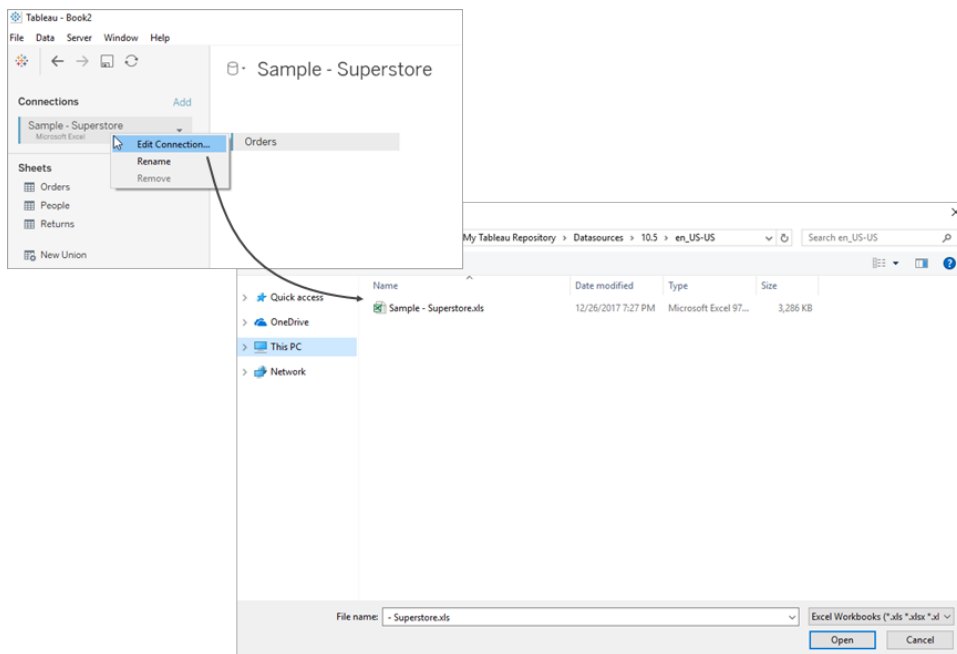 Tableau - Book2
File Data Server Window Help
Sample - Superstore
Connections Add
Sample - Superstore
Microsoft Excel
Edit Connection...
Rename
Remove
Orders
Sheets
Orders
People
Returns
New Union
My Tableau Repository > Datasources > 10.5 > en_US-US
Search en_US-US
Name Date modified Type Size
Sample - Superstore.xls 12/26/2017 7:27 PM Microsoft Excel 97... 3,286 KB
Quick access
OneDrive
This PC
Network
File name: - Superstore.xls Excel Workbooks (*.xls *.xlsx *.xl
Open Cancel